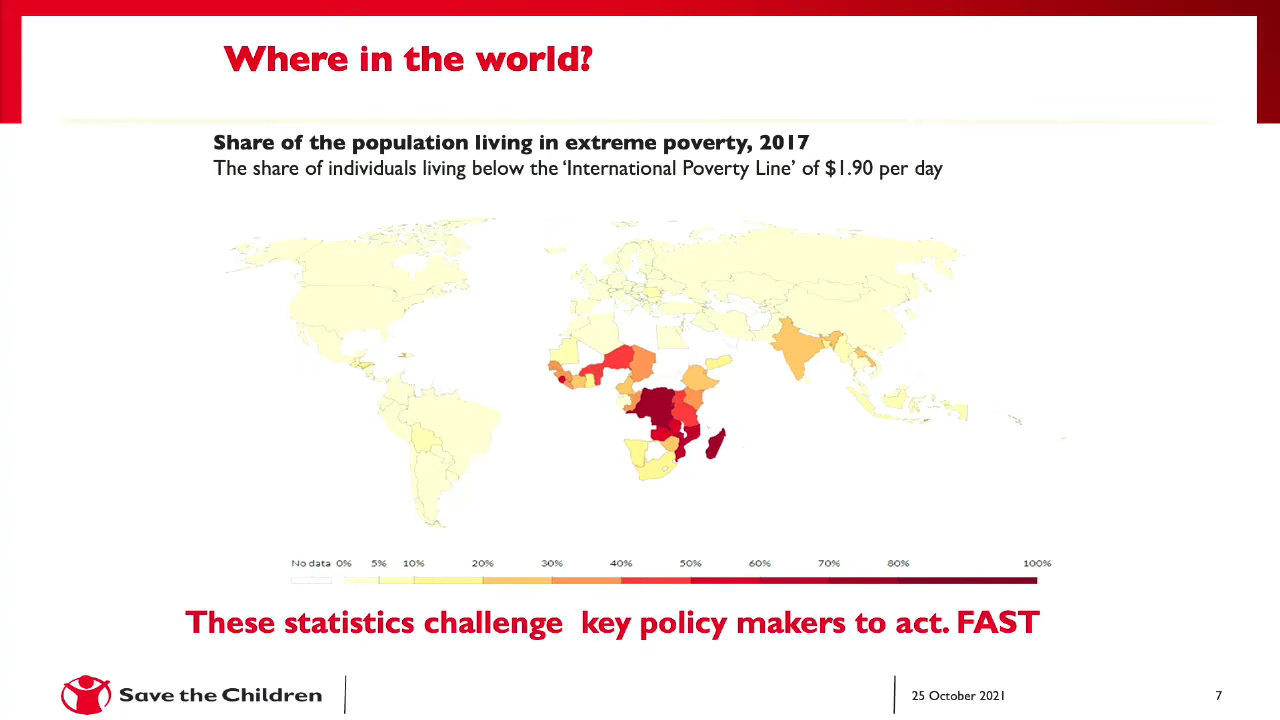 Where in the world?
Share of the population living in extreme poverty, 2017
The share of individuals living below the ‘International Poverty Line’ of $1.90 per day
No data 0% 5% 10% 20% 30% 40% 50% 60% 70% 80% 100%
These statistics challenge key policy makers to act. FAST
Save the Children
25 October 2021
7